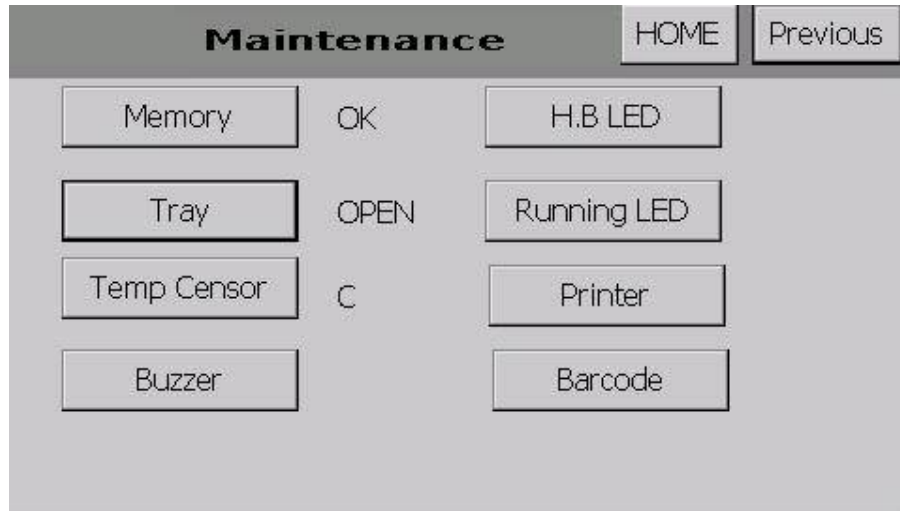 Maintenance HOME Previous
Memory OK H.B LED
Tray OPEN Running LED
Temp Censor C Printer
Buzzer Barcode